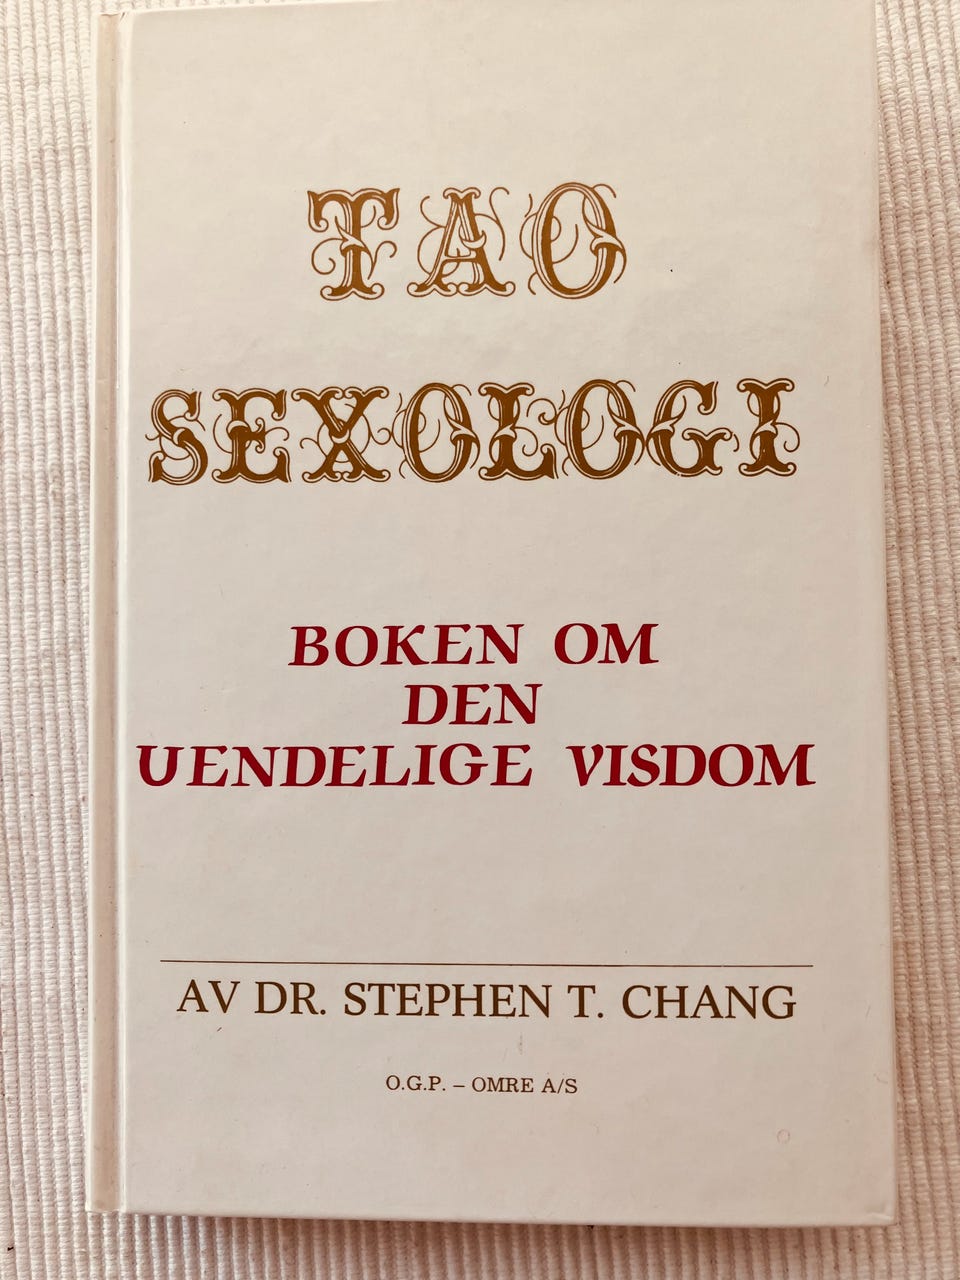 TAO
SEXOLOGI
BOKEN OM
DEN
UENDELIGE VISDOM
AV DR. STEPHEN T. CHANG
O.G.P. – OMRE A/S